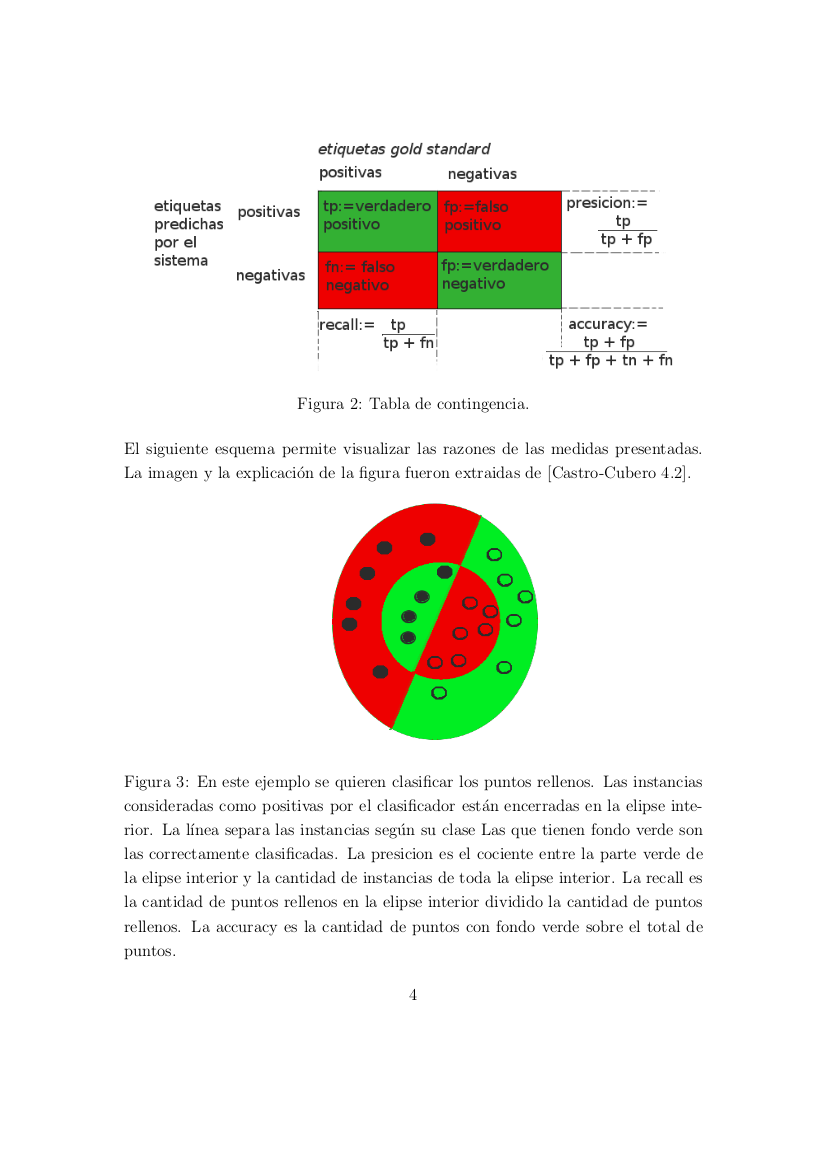 etiquetas gold standard
positivas negativas
etiquetas predichas por el sistema
positivas
tp:=verdadero positivo
fp:=falso positivo
presicion:= tp / tp + fp
negativas
fn:= falso negativo
fp:=verdadero negativo
recall:= tp / tp + fn
accuracy:= tp + fp / tp + fp + tn + fn
Figura 2: Tabla de contingencia.
El siguiente esquema permite visualizar las razones de las medidas presentadas.
La imagen y la explicación de la figura fueron extraidas de [Castro-Cubero 4.2].
Figura 3: En este ejemplo se quieren clasificar los puntos rellenos. Las instancias
consideradas como positivas por el clasificador están encerradas en la elipse inte-
rior. La línea separa las instancias según su clase Las que tienen fondo verde son
las correctamente clasificadas. La presicion es el cociente entre la parte verde de
la elipse interior y la cantidad de instancias de toda la elipse interior. La recall es
la cantidad de puntos rellenos en la elipse interior dividido la cantidad de puntos
rellenos. La accuracy es la cantidad de puntos con fondo verde sobre el total de
puntos.
4